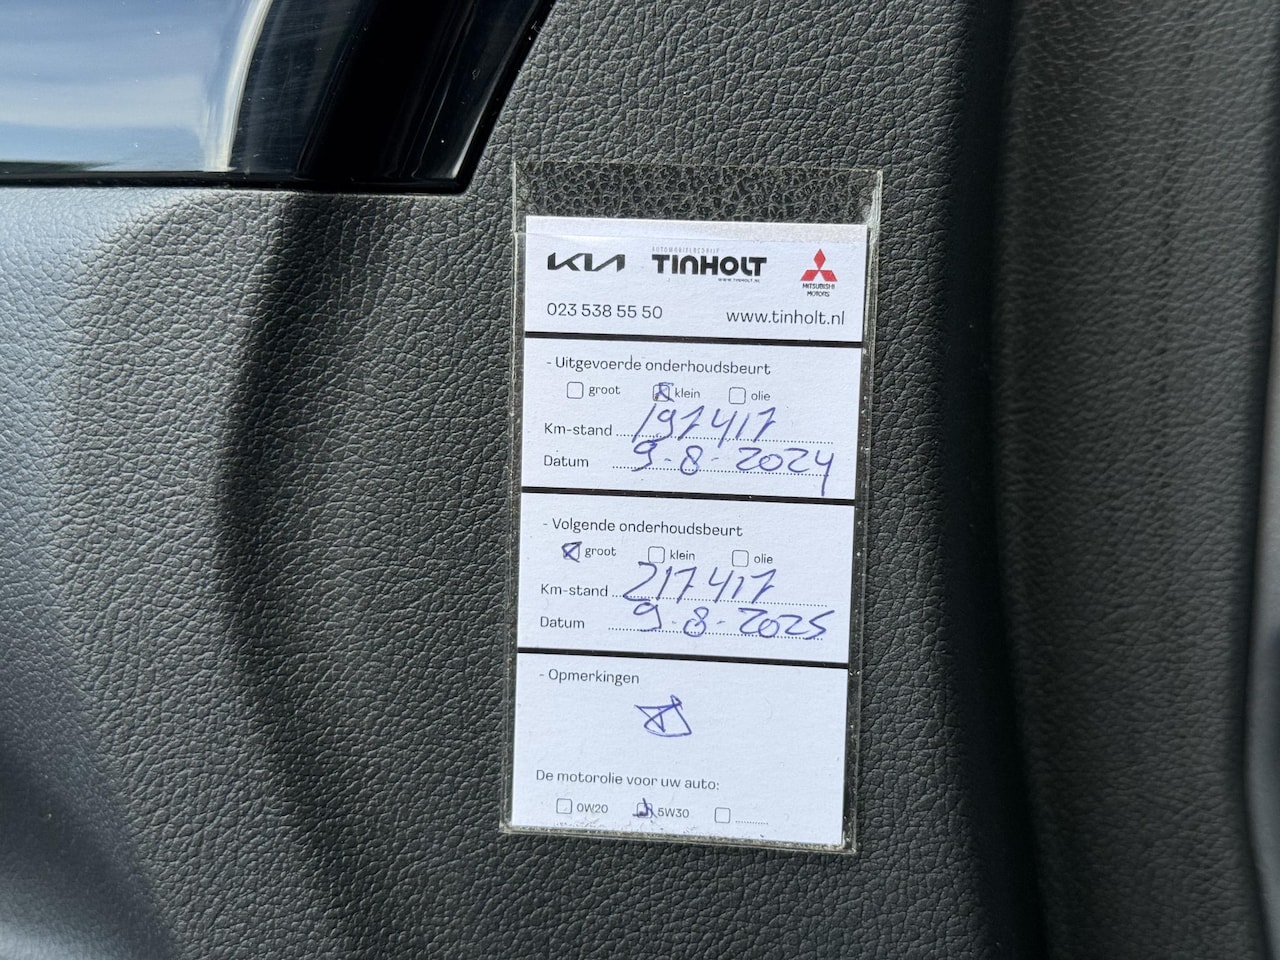 KIA AUTOMOBIELBEDRIJF TINHOLT WWW.TINHOLT.NL MITSUBISHI MOTORS
023 538 55 50 www.tinholt.nl
- Uitgevoerde onderhoudsbeurt
groot klein olie
Km-stand 197417
Datum 9-8-2024
- Volgende onderhoudsbeurt
groot klein olie
Km-stand 217417
Datum 9-8-2025
- Opmerkingen
De motorolie voor uw auto:
0W20 5W30 ............